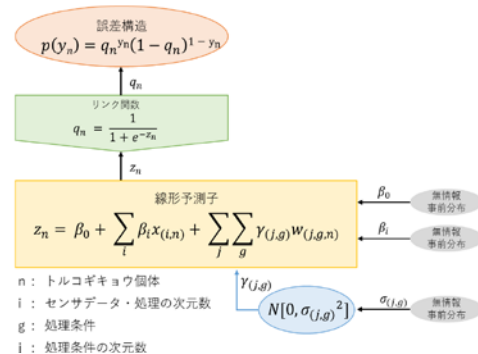 誤差構造
p(yₙ) = qₙ^yₙ(1 − qₙ)^1 − yₙ
qₙ
リンク関数
qₙ = 1 / (1 + e^−zₙ)
zₙ
線形予測子
zₙ = β₀ + ∑ᵢ βᵢx₍ᵢ,ₙ₎ + ∑ⱼ ∑g γ(j,g)w(j,g,n)
β₀
無情報
事前分布
βᵢ
無情報
事前分布
γ(j,g)
N[0, σ(j,g)²]
σ(j,g)
無情報
事前分布
n： トルコギキョウ個体
i： センサデータ・処理の次元数
g： 処理条件
j： 処理条件の次元数